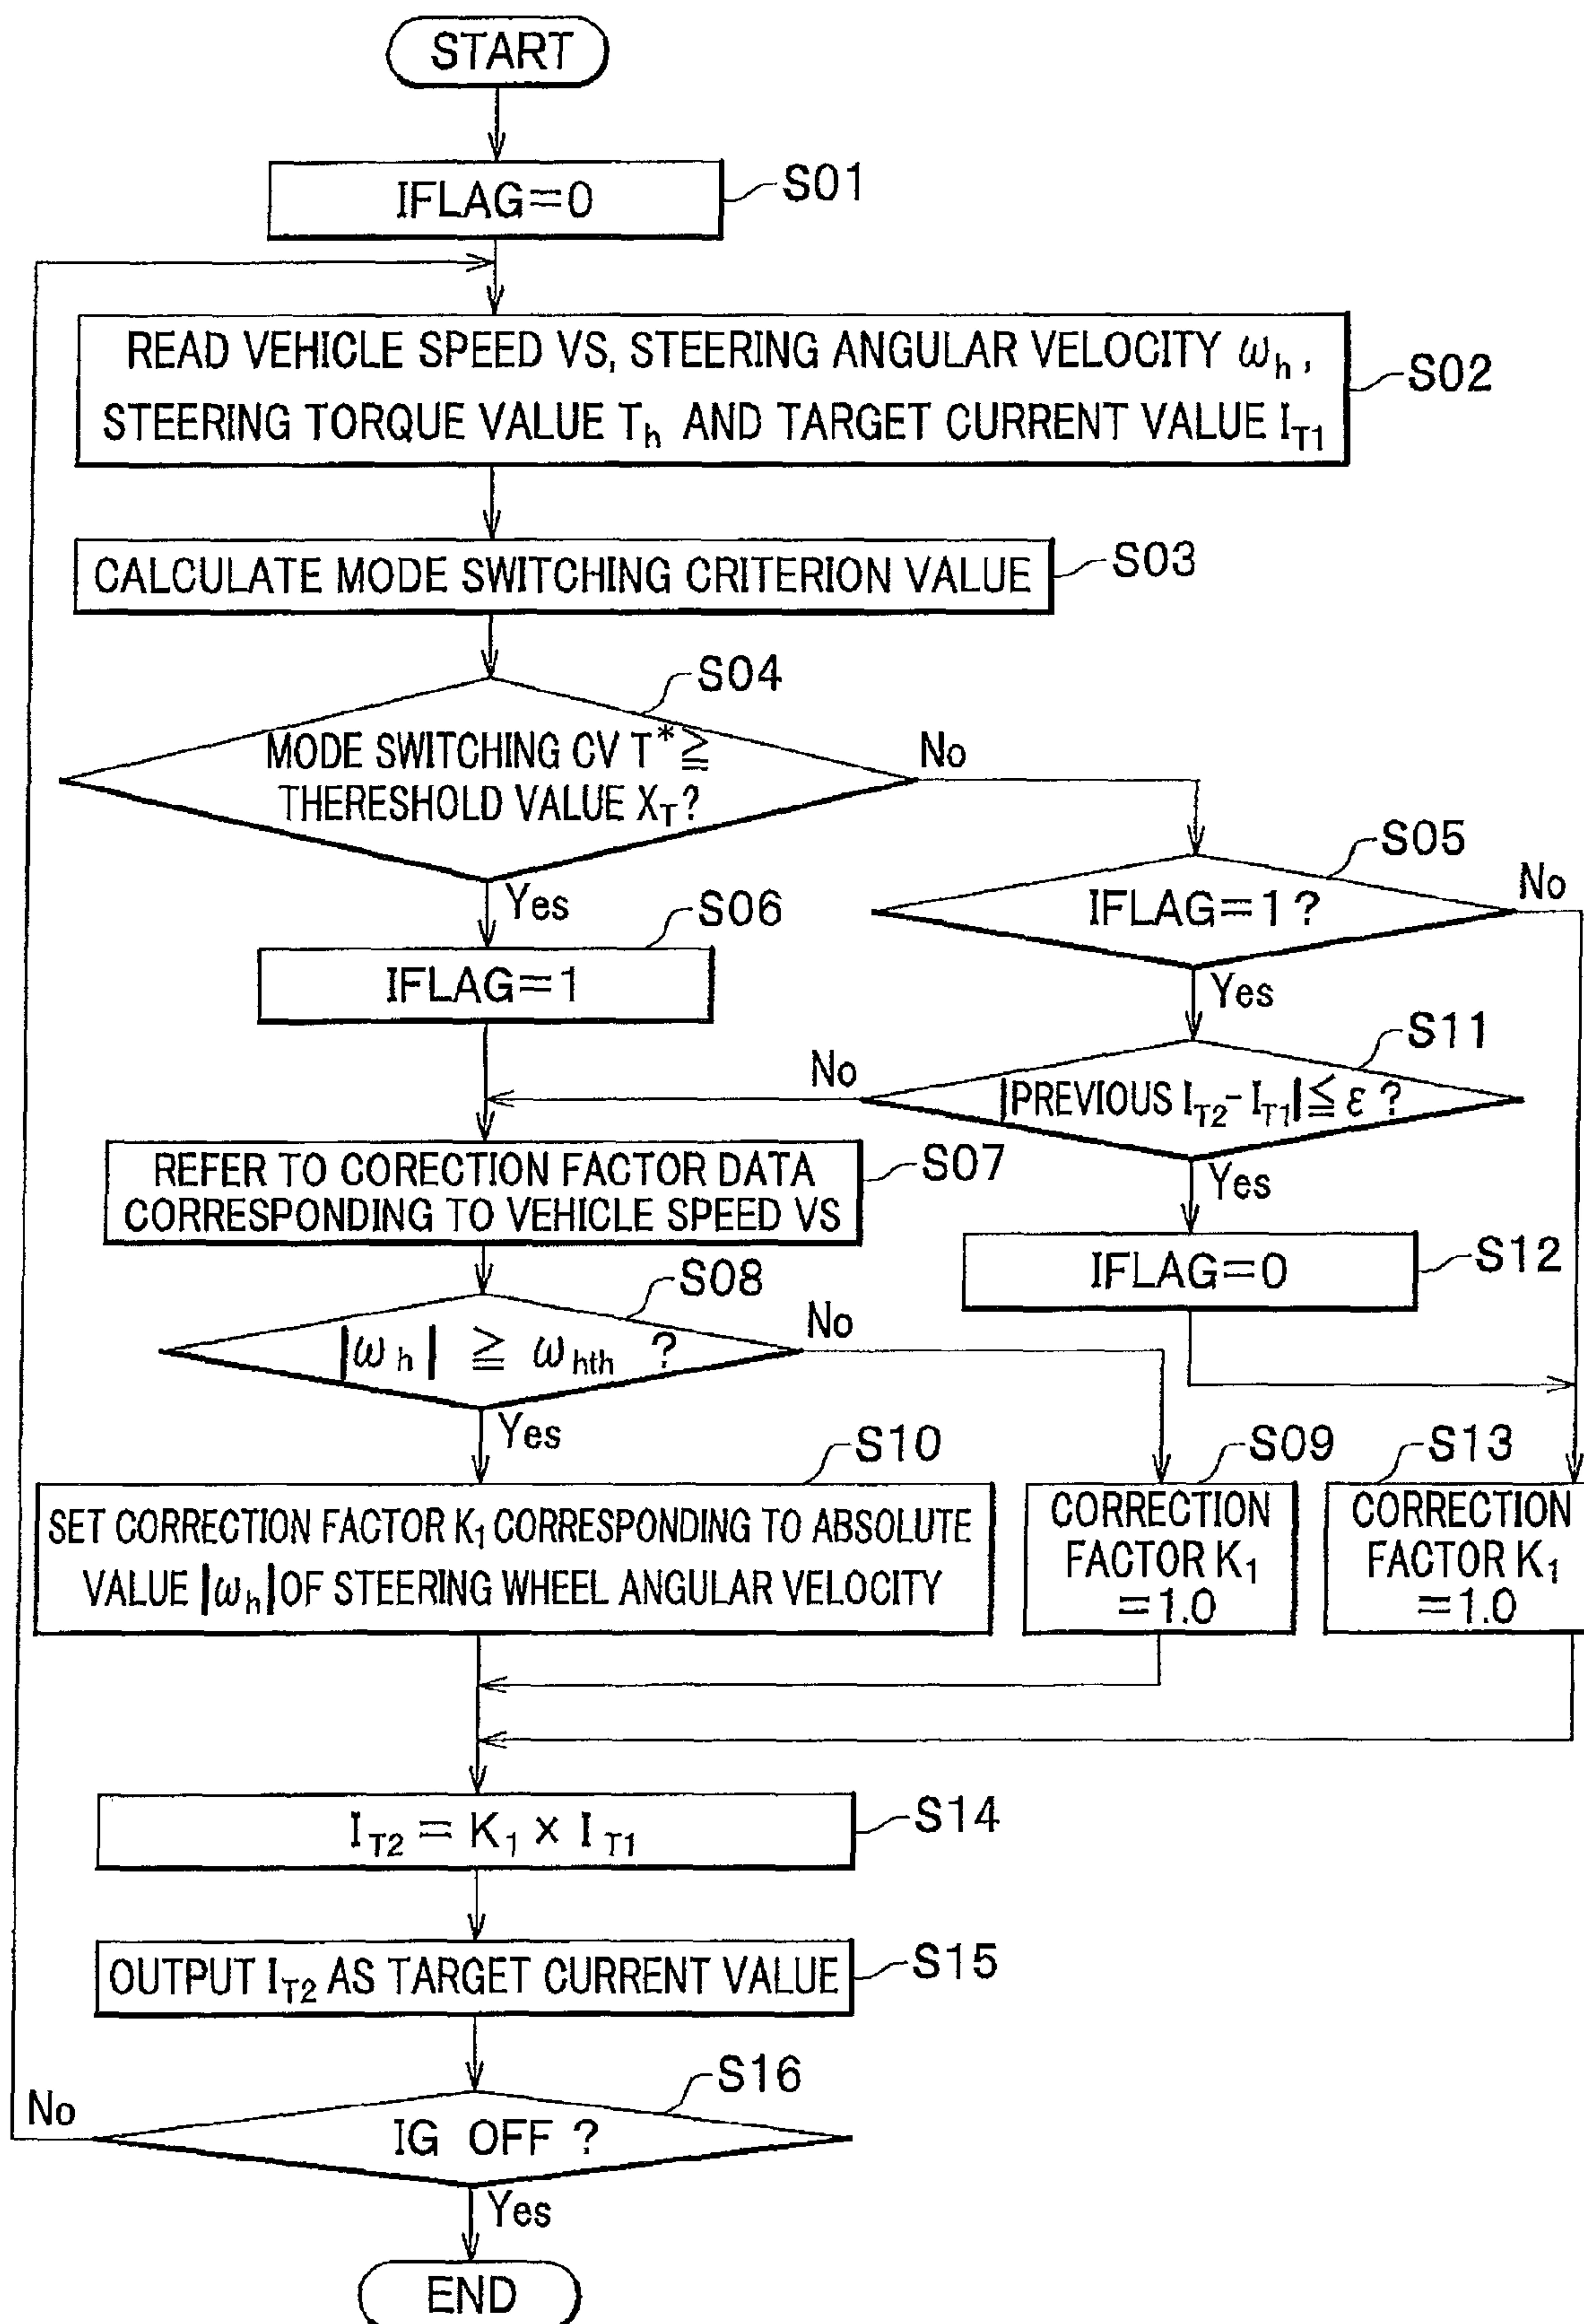 START
IFLAG=0
S01
READ VEHICLE SPEED VS, STEERING ANGULAR VELOCITY ωh,
STEERING TORQUE VALUE Th AND TARGET CURRENT VALUE IT1
S02
CALCULATE MODE SWITCHING CRITERION VALUE
S03
S04
MODE SWITCHING CV T*≧
THERESHOLD VALUE XT?
No
Yes
S05
IFLAG=1?
No
Yes
S06
IFLAG=1
S11
|PREVIOUS IT2-IT1|≦ε?
No
Yes
REFER TO CORECTION FACTOR DATA
CORRESPONDING TO VEHICLE SPEED VS
S07
IFLAG=0
S12
S08
|ωh| ≧ ωhth ?
No
Yes
S10
SET CORRECTION FACTOR K1 CORRESPONDING TO ABSOLUTE
VALUE |ωh| OF STEERING WHEEL ANGULAR VELOCITY
S09
CORRECTION
FACTOR K1
=1.0
S13
CORRECTION
FACTOR K1
=1.0
IT2 = K1 × IT1
S14
OUTPUT IT2 AS TARGET CURRENT VALUE
S15
S16
IG OFF ?
No
Yes
END